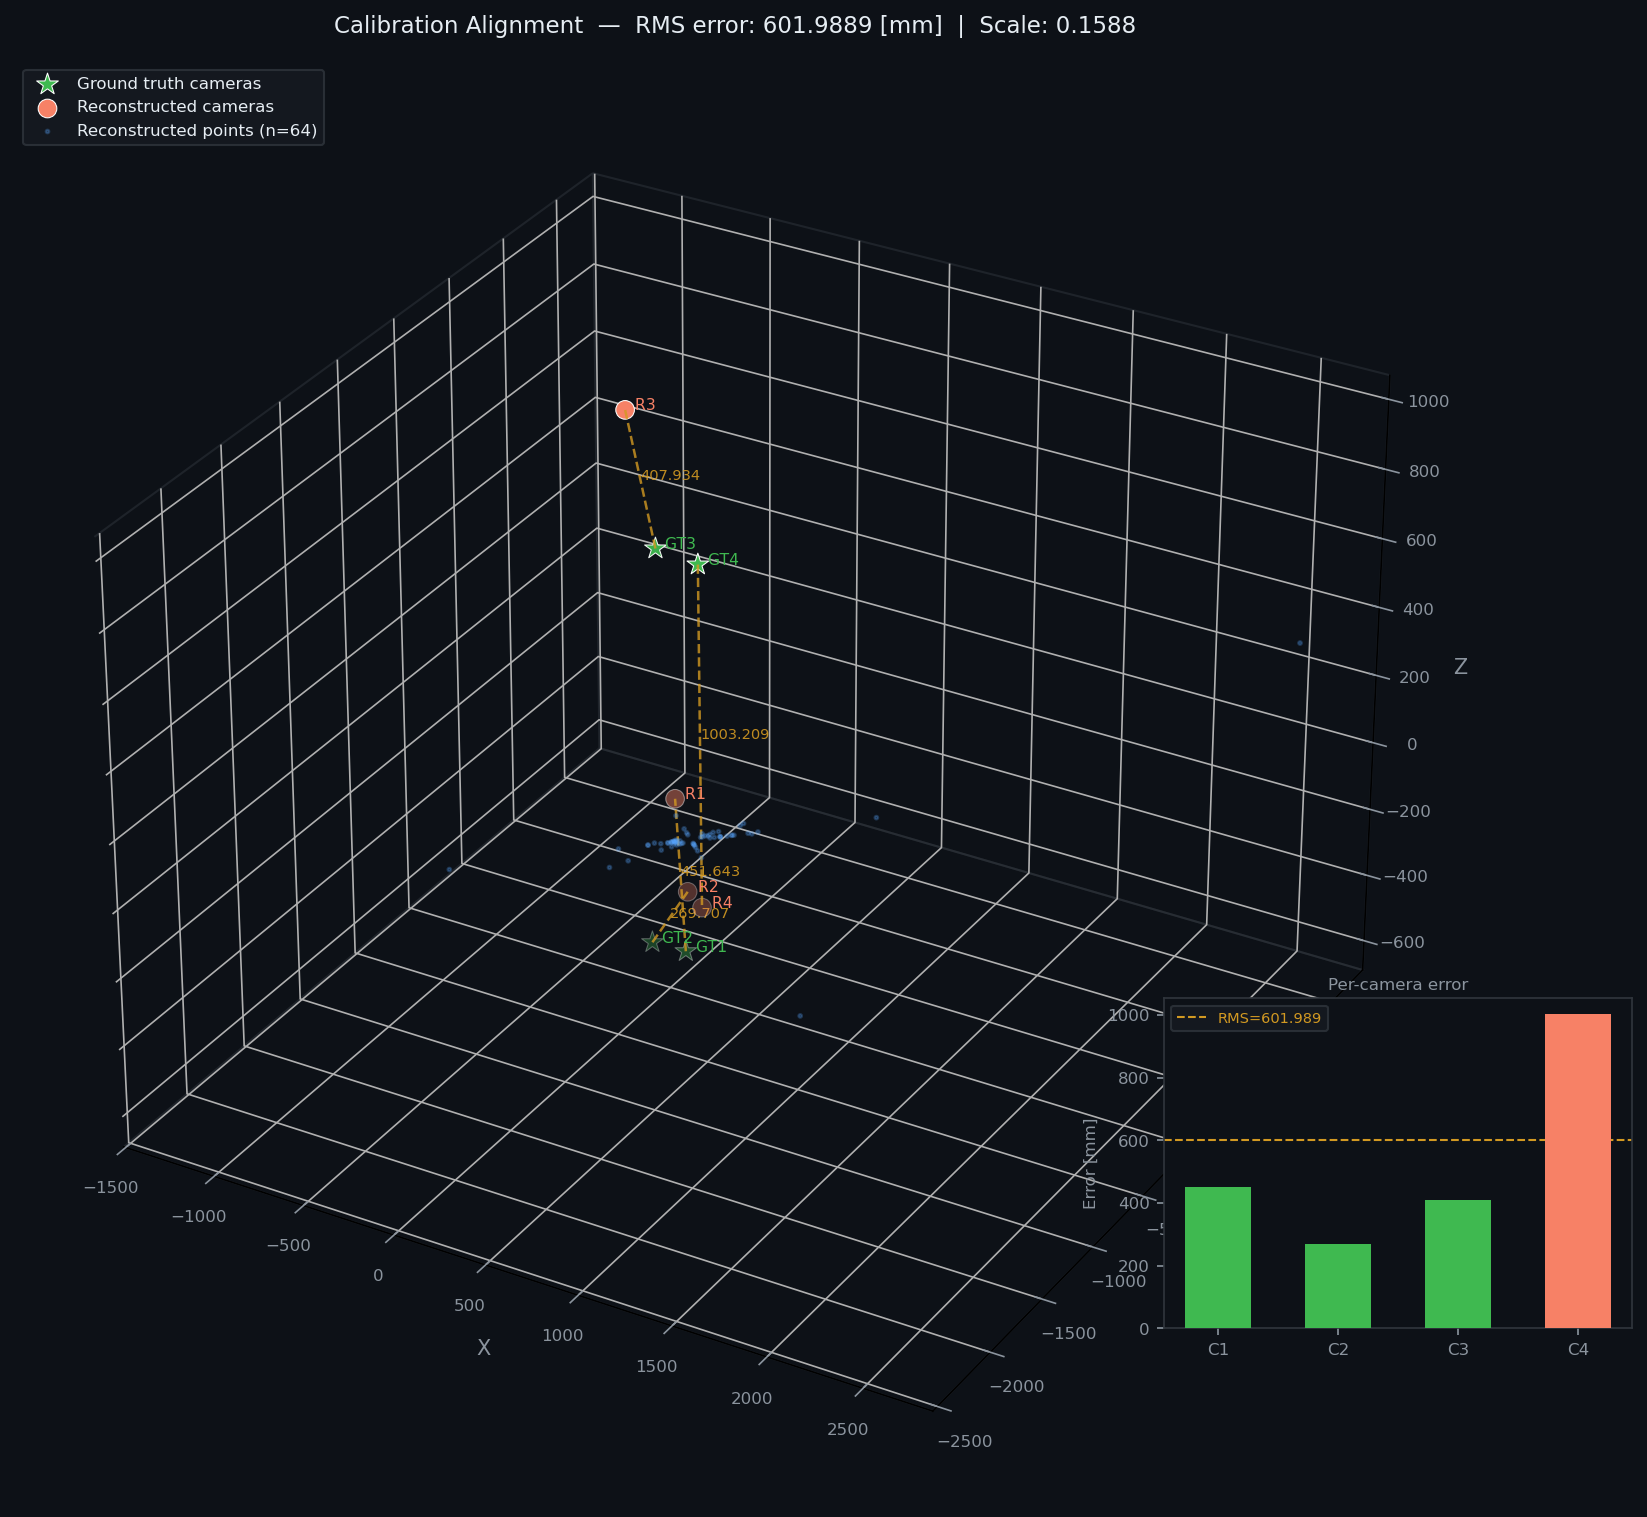 Calibration Alignment — RMS error: 601.9889 [mm] | Scale: 0.1588
Ground truth cameras
Reconstructed cameras
Reconstructed points (n=64)
R3
407.934
GT3
GT4
1003.209
R1
451.643
R2
R4
269.707
GT2
GT1
1000
800
600
400
200
0
−200
−400
−600
Z
−1500
−1000
−500
0
500
1000
1500
2000
2500
X
−1000
−1500
−2000
−2500
Per-camera error
RMS=601.989
Error [mm]
1000
800
600
400
200
0
C1
C2
C3
C4